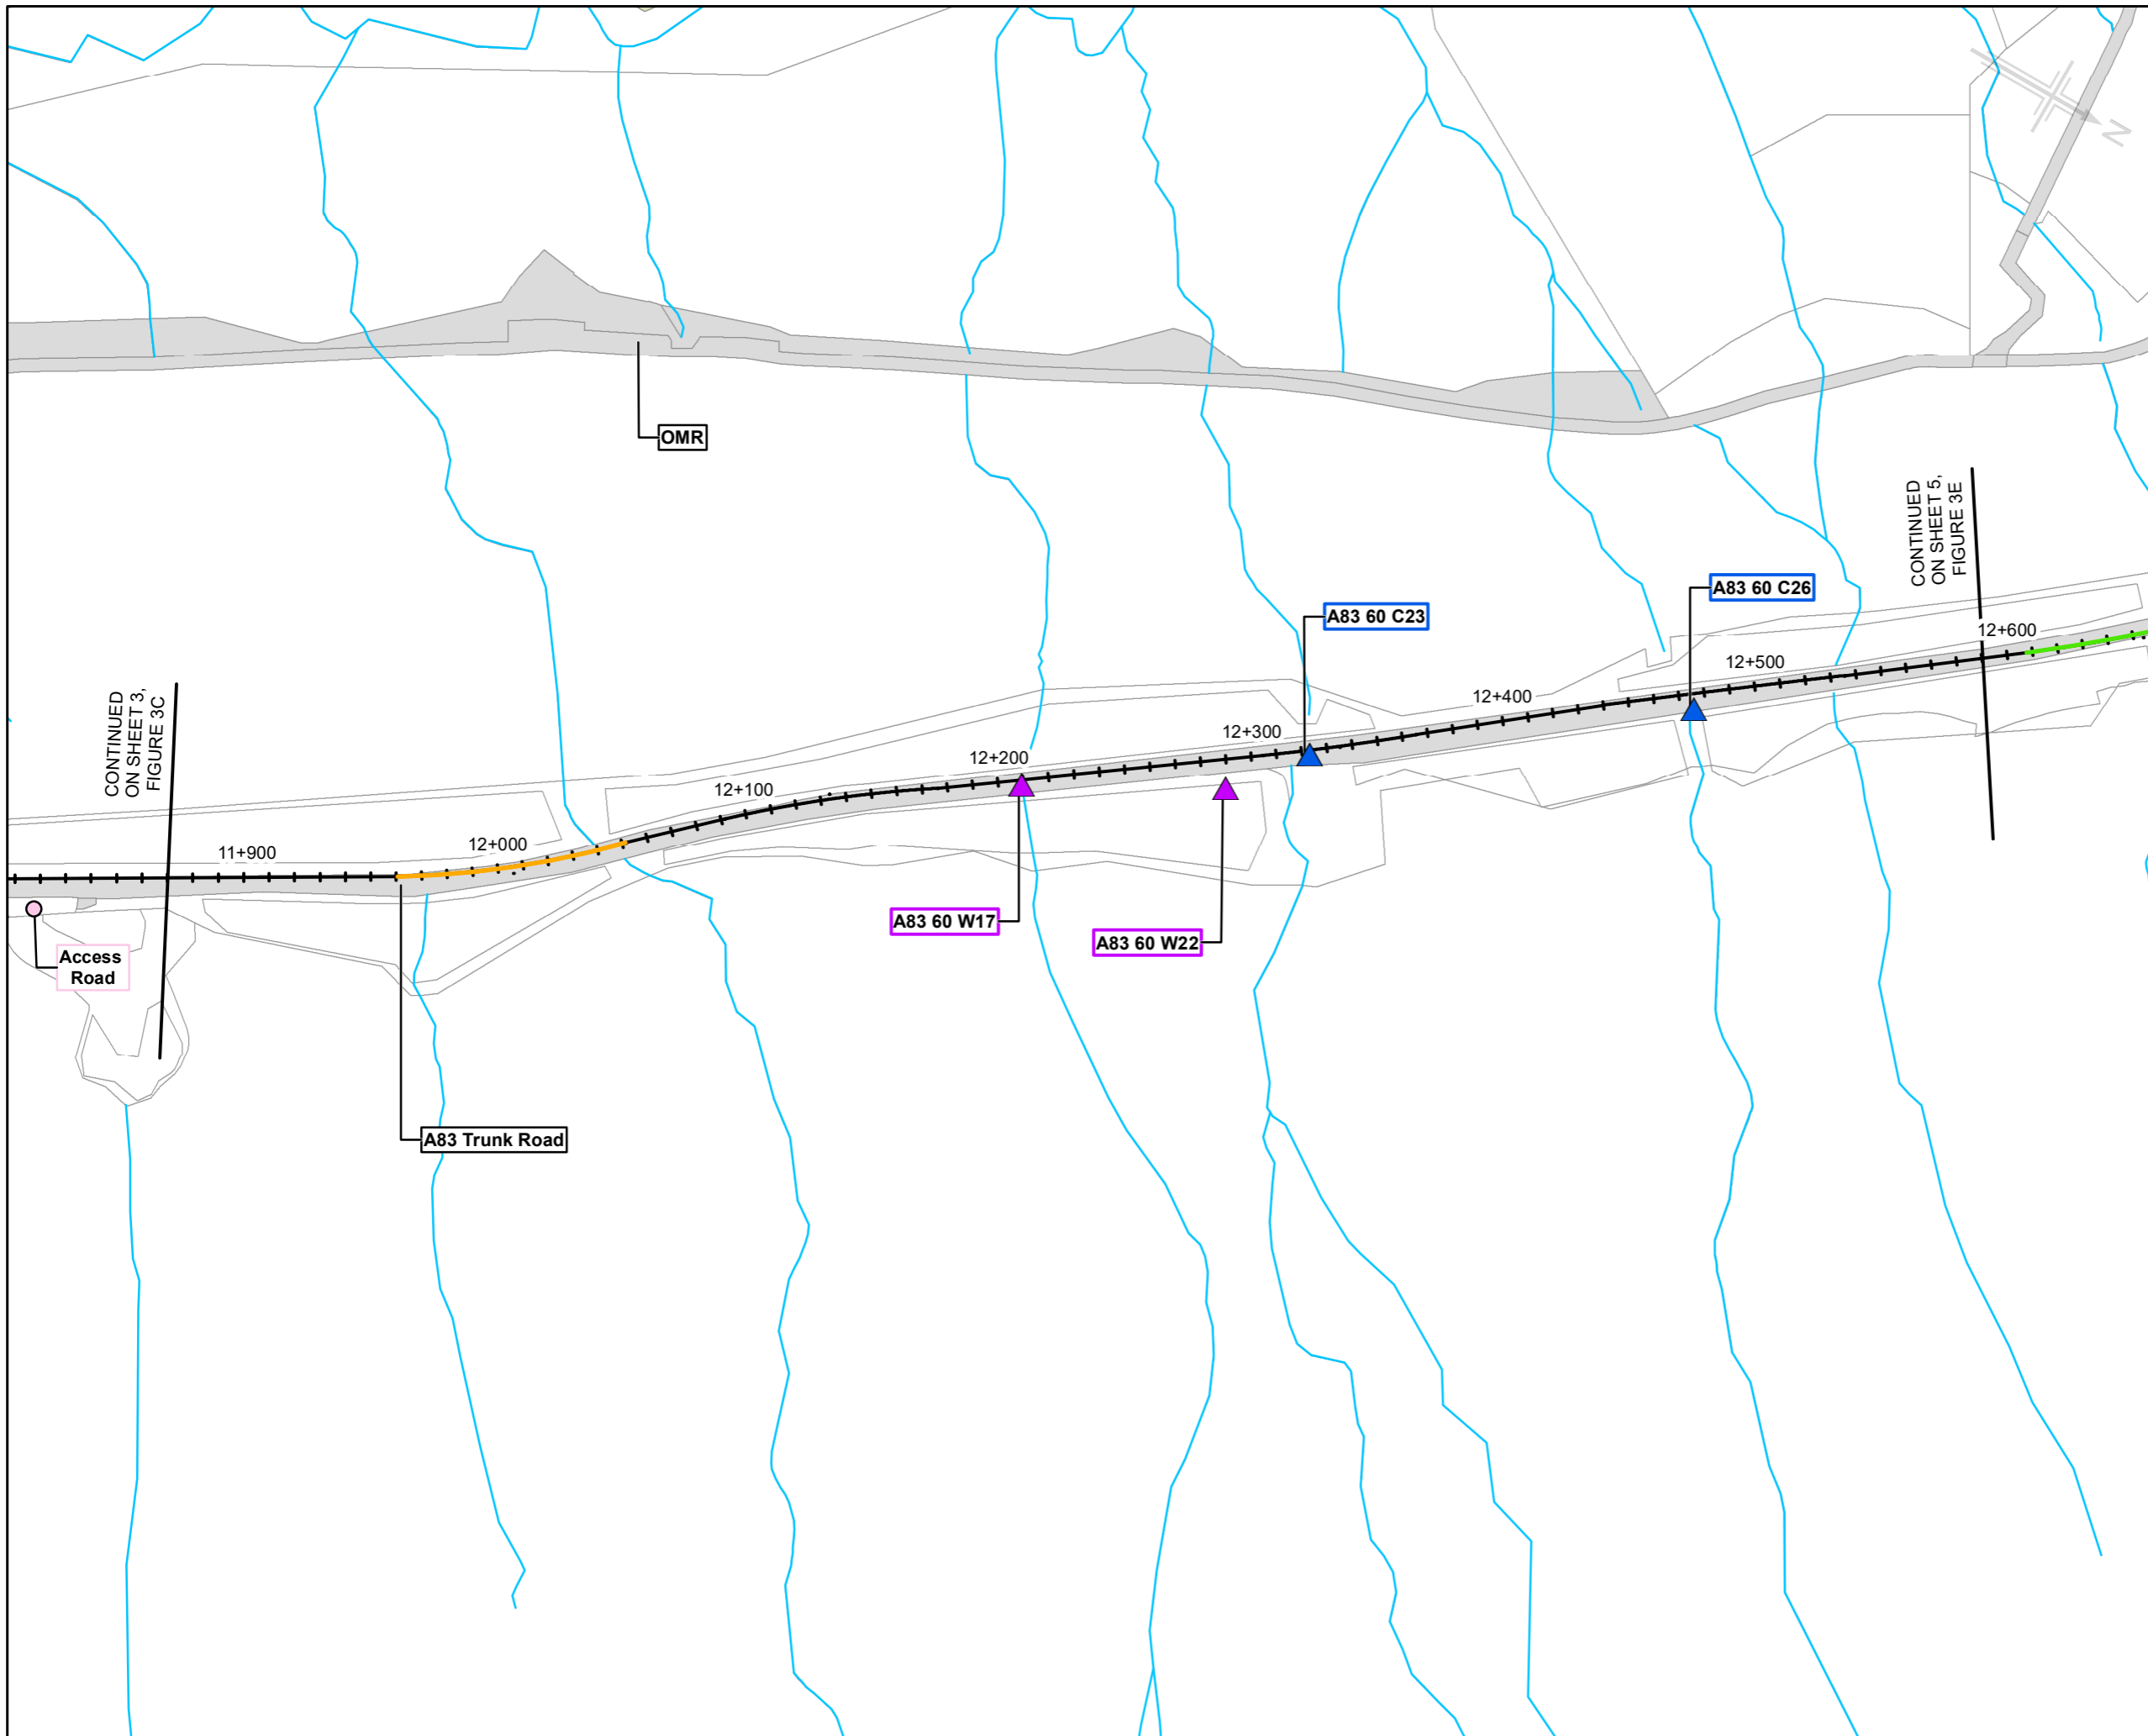 N
OMR
CONTINUED
ON SHEET 5,
FIGURE 3E
A83 60 C26
A83 60 C23
12+600
12+500
12+400
12+300
12+200
12+100
12+000
11+900
CONTINUED
ON SHEET 3,
FIGURE 3C
A83 60 W17
A83 60 W22
Access
Road
A83 Trunk Road